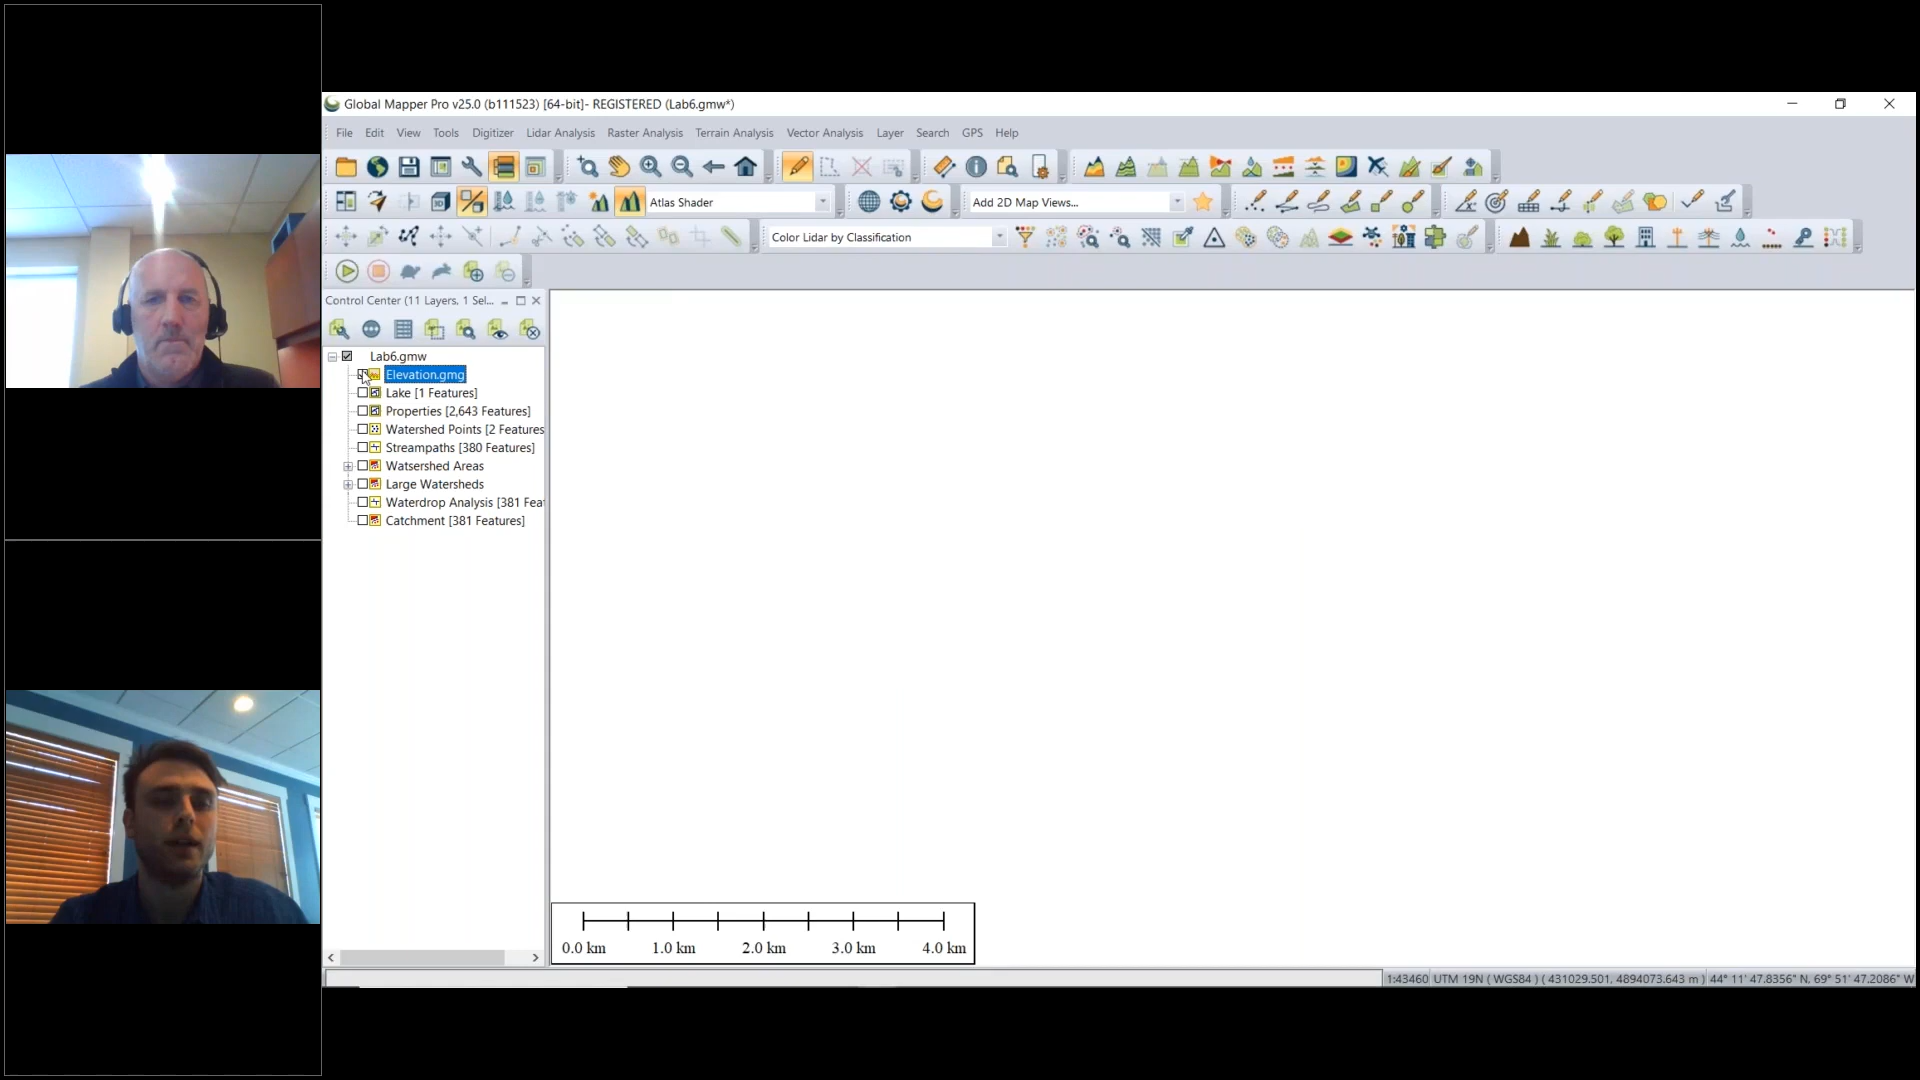 Global Mapper Pro v25.0 (b111523) [64-bit]- REGISTERED (Lab6.gmw*)
File Edit View Tools Digitizer Lidar Analysis Raster Analysis Terrain Analysis Vector Analysis Layer Search GPS Help
Atlas Shader
Add 2D Map Views...
Color Lidar by Classification
Control Center (11 Layers, 1 Sel...
Lab6.gmw
Elevation.gmg
Lake [1 Features]
Properties [2,643 Features]
Watershed Points [2 Features
Streampaths [380 Features]
Watsershed Areas
Large Watersheds
Waterdrop Analysis [381 Feat
Catchment [381 Features]
0.0 km 1.0 km 2.0 km 3.0 km 4.0 km
1:43460 UTM 19N ( WGS84 ) ( 431029.501, 4894073.643 m ) 44° 11' 47.8356" N, 69° 51' 47.2086" W